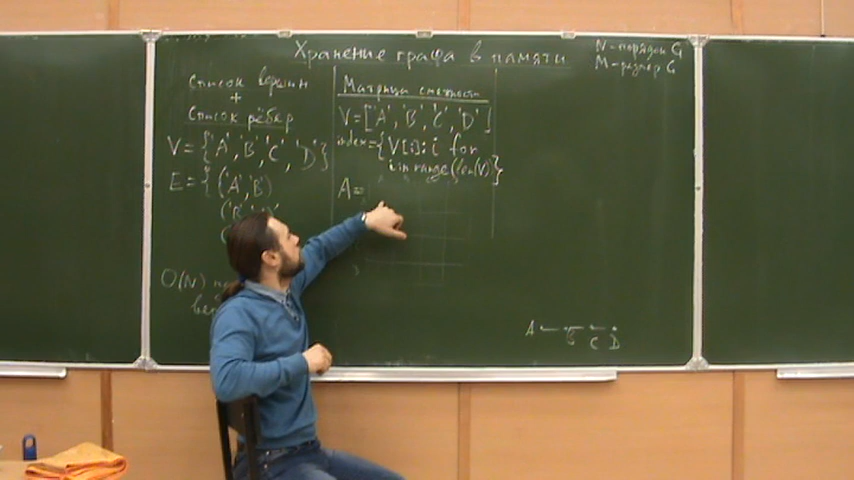 Хранение графа в памяти
N - порядок G
M - размер G
Список вершин
+
Список рёбер
V = {'A', 'B', 'C', 'D'}
E = { ('A', 'B')
O(N)
Матрица смежности
V = ['A', 'B', 'C', 'D']
index = {V[i]: i for
i in range(len(V))}
A =
A B C D